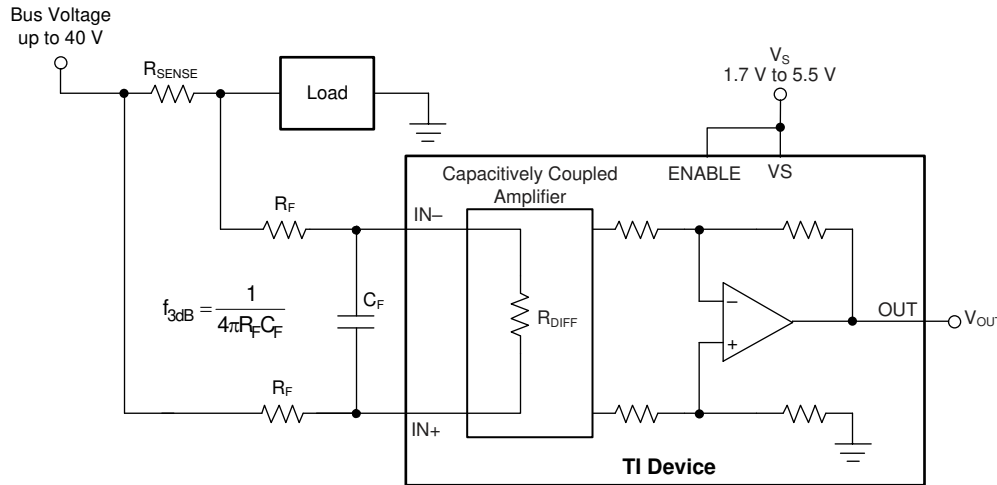 Bus Voltage
up to 40 V
RSENSE
Load
VS
1.7 V to 5.5 V
Capacitively Coupled
Amplifier
ENABLE
VS
RF
IN–
f3dB = 1 / 4πRFCF
CF
RDIFF
–
+
OUT
VOUT
RF
IN+
TI Device